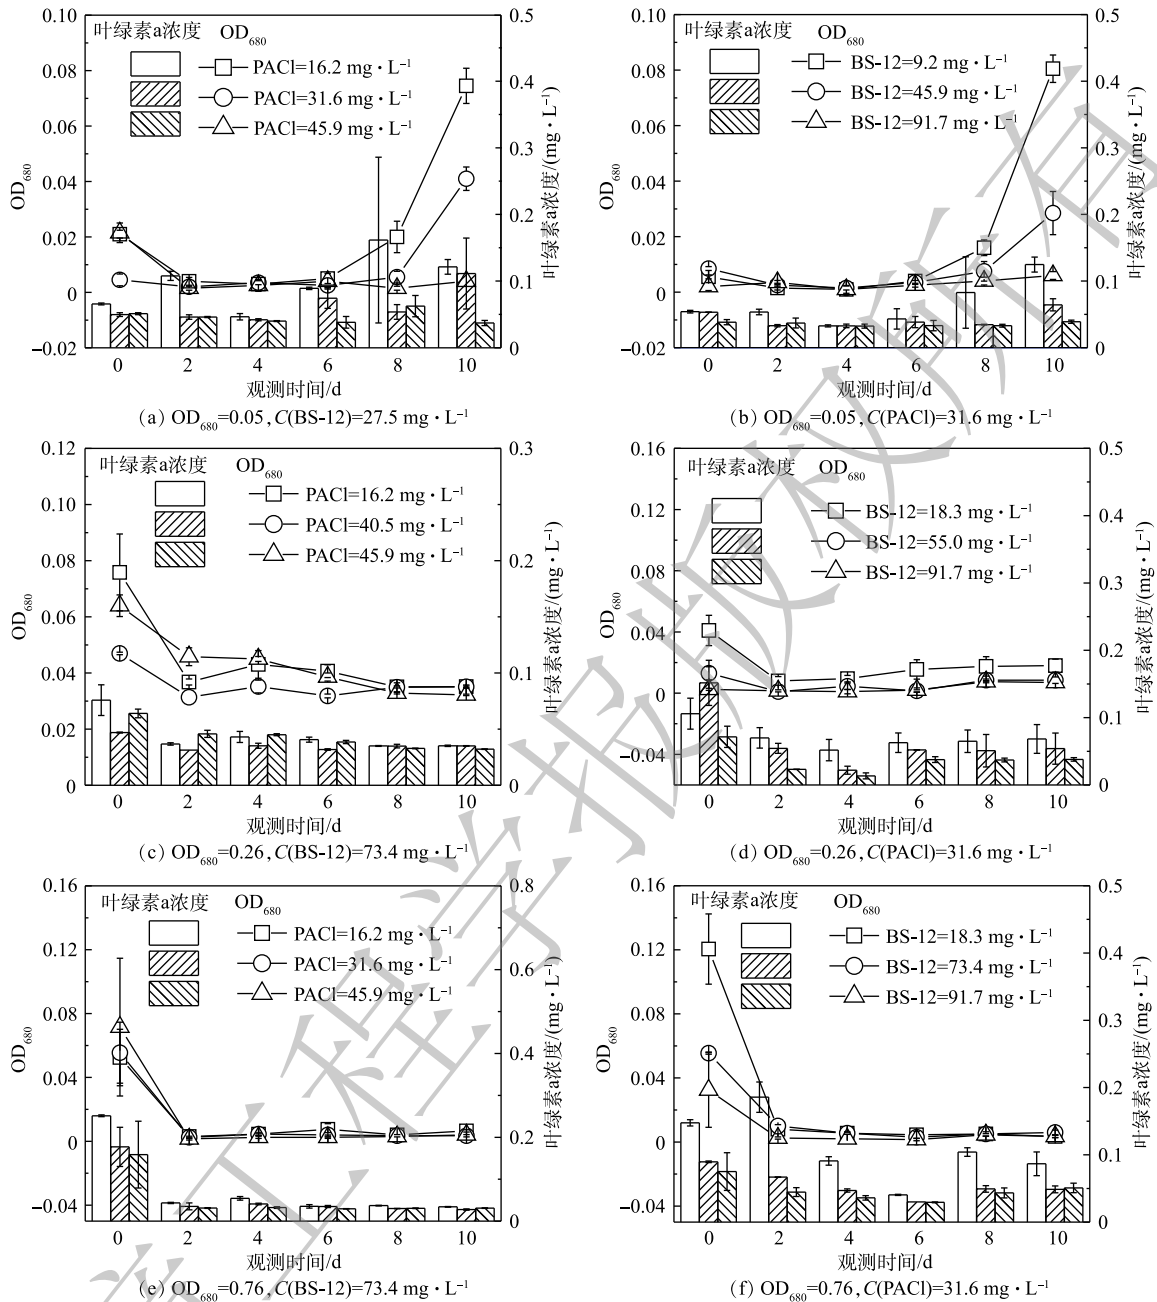 叶绿素a浓度 OD680
PACl=16.2 mg·L⁻¹
PACl=31.6 mg·L⁻¹
PACl=45.9 mg·L⁻¹
0.10
0.08
0.06
0.04
0.02
0
−0.02
OD680
0.5
0.4
0.3
0.2
0.1
0
叶绿素a浓度/(mg·L⁻¹)
0 2 4 6 8 10
观测时间/d
(a) OD680=0.05,C(BS-12)=27.5 mg·L⁻¹
叶绿素a浓度 OD680
BS-12=9.2 mg·L⁻¹
BS-12=45.9 mg·L⁻¹
BS-12=91.7 mg·L⁻¹
0.10
0.08
0.06
0.04
0.02
0
−0.02
OD680
0.5
0.4
0.3
0.2
0.1
0
叶绿素a浓度/(mg·L⁻¹)
0 2 4 6 8 10
观测时间/d
(b) OD680=0.05,C(PACl)=31.6 mg·L⁻¹
叶绿素a浓度 OD680
PACl=16.2 mg·L⁻¹
PACl=40.5 mg·L⁻¹
PACl=45.9 mg·L⁻¹
0.12
0.10
0.08
0.06
0.04
0.02
0
OD680
0.3
0.2
0.1
0
叶绿素a浓度/(mg·L⁻¹)
0 2 4 6 8 10
观测时间/d
(c) OD680=0.26,C(BS-12)=73.4 mg·L⁻¹
叶绿素a浓度 OD680
BS-12=18.3 mg·L⁻¹
BS-12=55.0 mg·L⁻¹
BS-12=91.7 mg·L⁻¹
0.16
0.12
0.08
0.04
0
−0.04
OD680
0.5
0.4
0.3
0.2
0.1
0
叶绿素a浓度/(mg·L⁻¹)
0 2 4 6 8 10
观测时间/d
(d) OD680=0.26,C(PACl)=31.6 mg·L⁻¹
叶绿素a浓度 OD680
PACl=16.2 mg·L⁻¹
PACl=31.6 mg·L⁻¹
PACl=45.9 mg·L⁻¹
0.16
0.12
0.08
0.04
0
−0.04
OD680
0.8
0.6
0.4
0.2
0
叶绿素a浓度/(mg·L⁻¹)
0 2 4 6 8 10
观测时间/d
(e) OD680=0.76,C(BS-12)=73.4 mg·L⁻¹
叶绿素a浓度 OD680
BS-12=18.3 mg·L⁻¹
BS-12=73.4 mg·L⁻¹
BS-12=91.7 mg·L⁻¹
0.16
0.12
0.08
0.04
0
−0.04
OD680
0.5
0.4
0.3
0.2
0.1
0
叶绿素a浓度/(mg·L⁻¹)
0 2 4 6 8 10
观测时间/d
(f) OD680=0.76,C(PACl)=31.6 mg·L⁻¹
工程学报版权所有